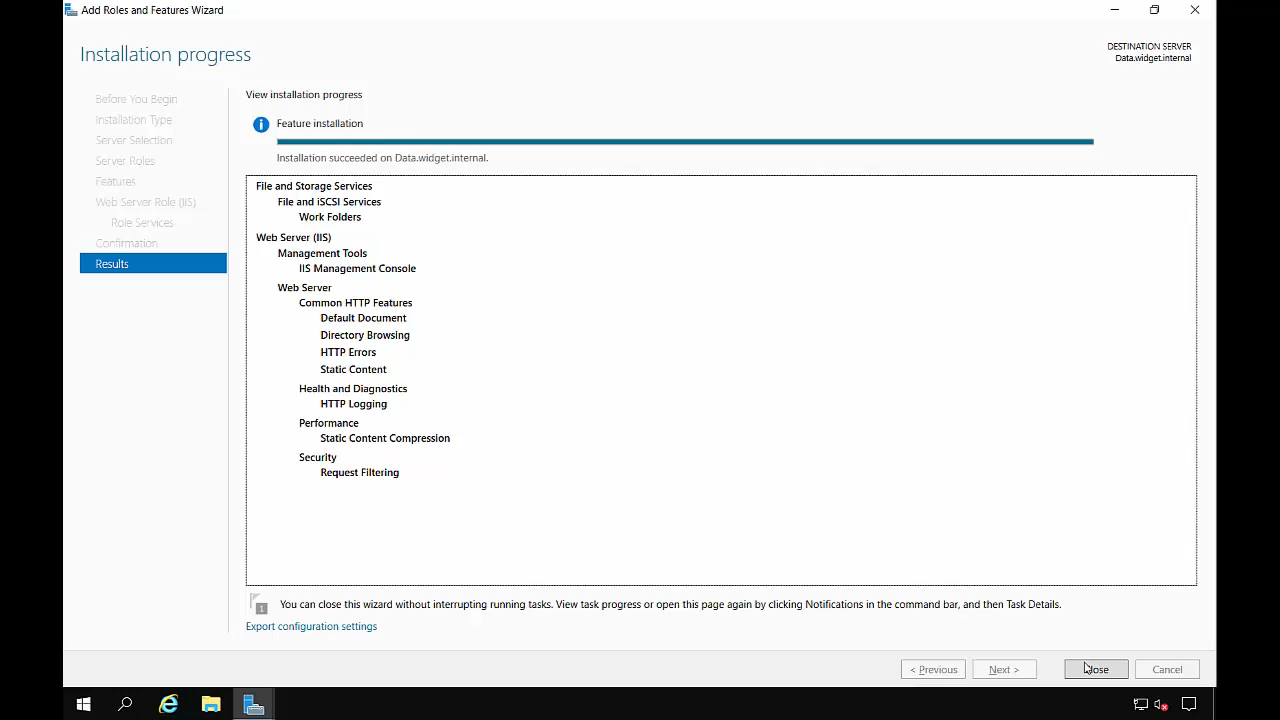 Add Roles and Features Wizard
Installation progress
DESTINATION SERVER
Data.widget.internal
Before You Begin
Installation Type
Server Selection
Server Roles
Features
Web Server Role (IIS)
Role Services
Confirmation
Results
View installation progress
Feature installation
Installation succeeded on Data.widget.internal.
File and Storage Services
File and iSCSI Services
Work Folders
Web Server (IIS)
Management Tools
IIS Management Console
Web Server
Common HTTP Features
Default Document
Directory Browsing
HTTP Errors
Static Content
Health and Diagnostics
HTTP Logging
Performance
Static Content Compression
Security
Request Filtering
1 You can close this wizard without interrupting running tasks. View task progress or open this page again by clicking Notifications in the command bar, and then Task Details.
Export configuration settings
< Previous Next > Close Cancel